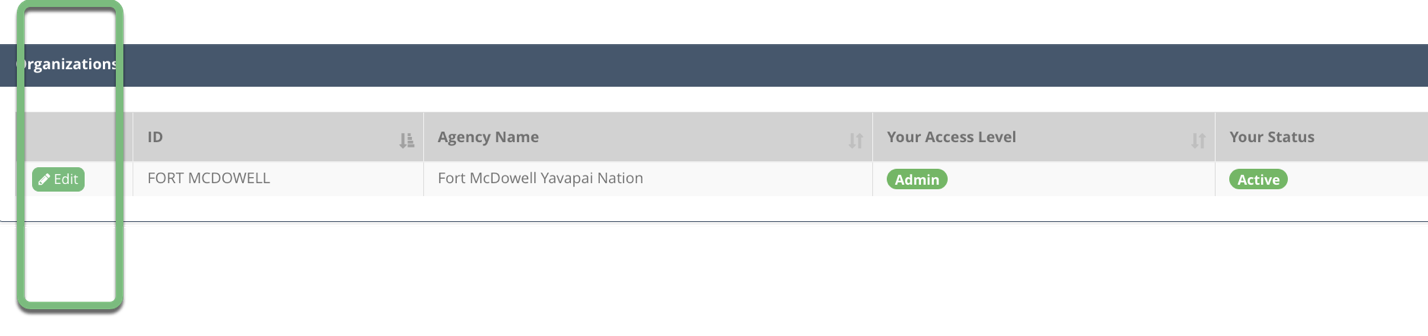 Organizations
ID Agency Name Your Access Level Your Status
Edit FORT MCDOWELL Fort McDowell Yavapai Nation Admin Active